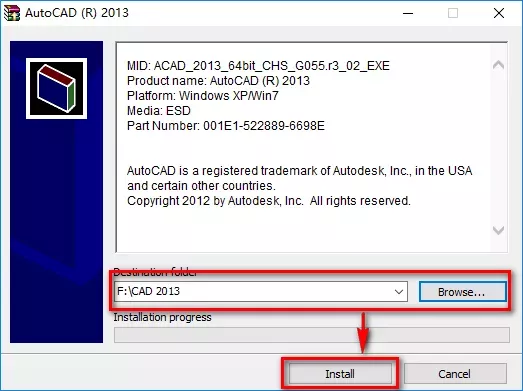 AutoCAD (R) 2013
MID: ACAD_2013_64bit_CHS_G055.r3_02_EXE
Product name: AutoCAD (R) 2013
Platform: Windows XP/Win7
Media: ESD
Part Number: 001E1-522889-6698E
AutoCAD is a registered trademark of Autodesk, Inc., in the USA
and certain other countries.
Copyright 2012 by Autodesk, Inc. All rights reserved.
Destination folder
F:\CAD 2013
Browse...
Installation progress
Install
Cancel